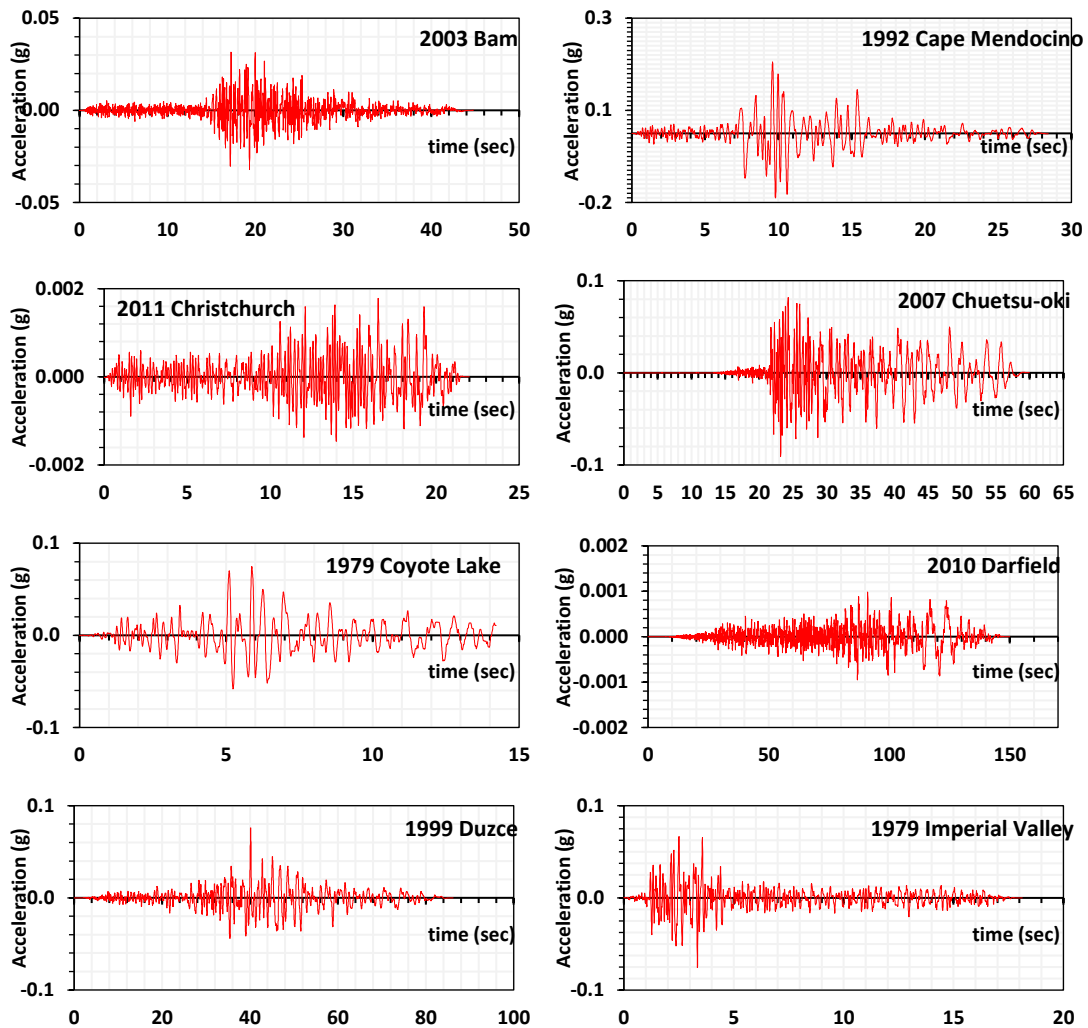 Acceleration (g)
0.05
0.00
-0.05
2003 Bam
time (sec)
0 10 20 30 40 50
Acceleration (g)
0.3
0.1
-0.2
1992 Cape Mendocino
time (sec)
0 5 10 15 20 25 30
Acceleration (g)
0.002
0.000
-0.002
2011 Christchurch
time (sec)
0 5 10 15 20 25
Acceleration (g)
0.1
0.0
-0.1
2007 Chuetsu-oki
time (sec)
0 5 10 15 20 25 30 35 40 45 50 55 60 65
Acceleration (g)
0.1
0.0
-0.1
1979 Coyote Lake
time (sec)
0 5 10 15
Acceleration (g)
0.002
0.001
0.000
-0.001
-0.002
2010 Darfield
time (sec)
0 50 100 150
Acceleration (g)
0.1
0.0
-0.1
1999 Duzce
time (sec)
0 20 40 60 80 100
Acceleration (g)
0.1
0.0
-0.1
1979 Imperial Valley
time (sec)
0 5 10 15 20